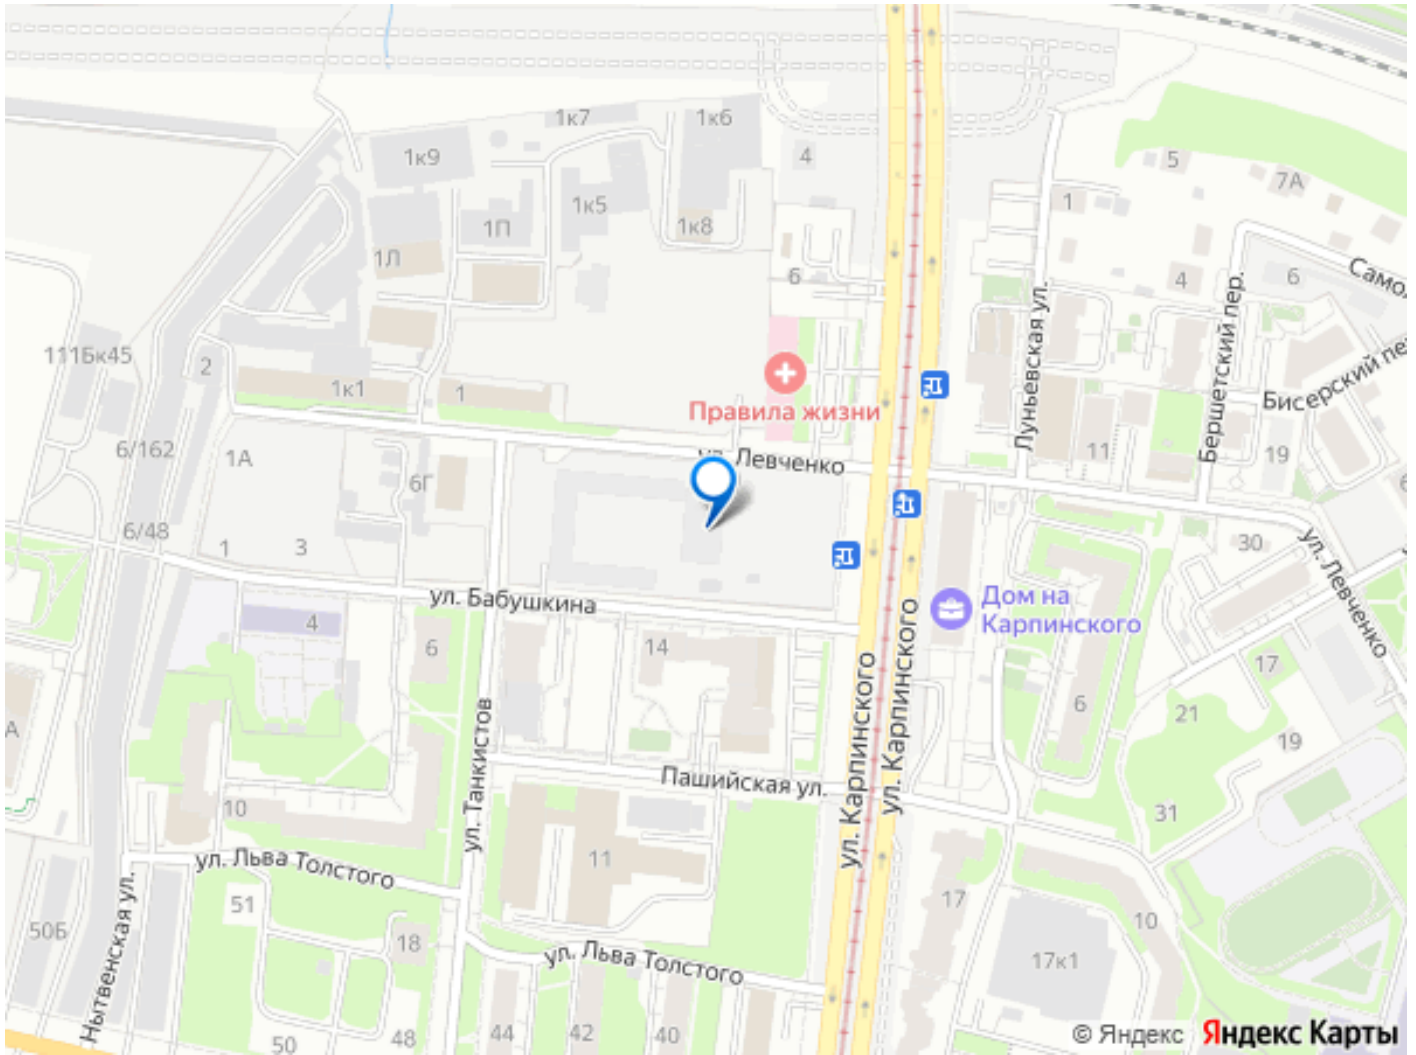 1к7
1к6
1к9
4
5
7А
1к5
1
1П
1к8
1Л
6
4
6
Само
Луньевская ул.
Бершетский пер.
111Бк45
2
1к1
1
Правила жизни
Бисерский пе
6/162
1А
6Г
ул. Левченко
11
19
6/48
1
3
30
ул. Левченко
ул. Бабушкина
Дом на
Карпинского
4
6
14
17
ул. Карпинского
ул. Карпинского
6
21
А
19
ул. Танкистов
Пашийская ул.
10
31
ул. Льва Толстого
11
51
17
10
50Б
Нытвенская ул.
18
ул. Льва Толстого
17к1
50
48
44
42
40
© Яндекс Яндекс Карты